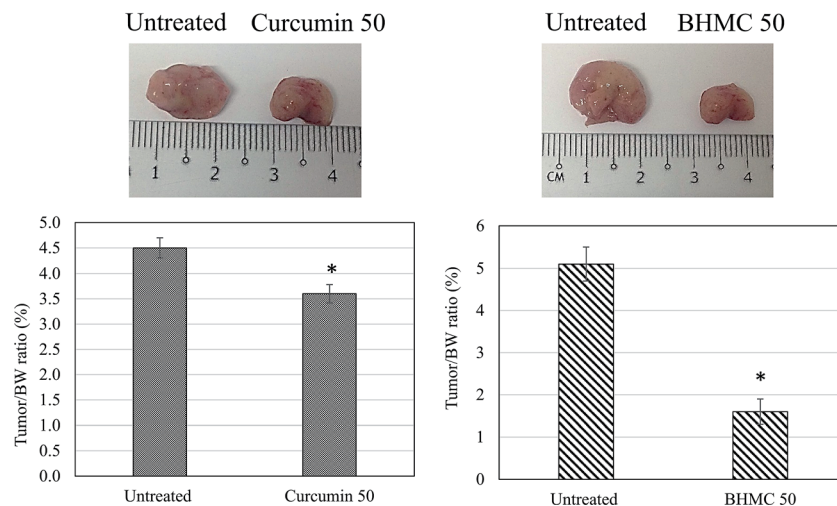 Untreated Curcumin 50
1 2 3 4
Untreated BHMC 50
CM 1 2 3 4
Tumor/BW ratio (%)
5.0
4.5
4.0
3.5
3.0
2.5
2.0
1.5
1.0
0.5
0.0
*
Untreated Curcumin 50
Tumor/BW ratio (%)
6
5
4
3
2
1
0
*
Untreated BHMC 50